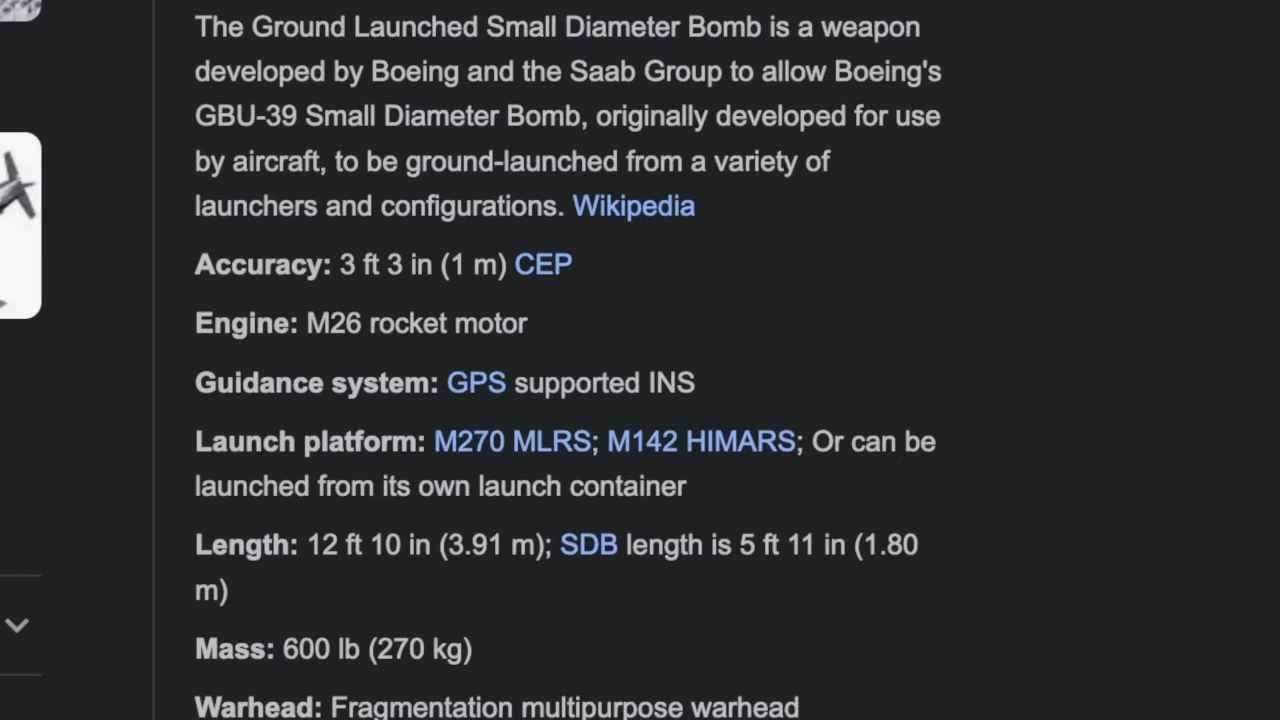 The Ground Launched Small Diameter Bomb is a weapon
developed by Boeing and the Saab Group to allow Boeing's
GBU-39 Small Diameter Bomb, originally developed for use
by aircraft, to be ground-launched from a variety of
launchers and configurations. Wikipedia
Accuracy: 3 ft 3 in (1 m) CEP
Engine: M26 rocket motor
Guidance system: GPS supported INS
Launch platform: M270 MLRS; M142 HIMARS; Or can be
launched from its own launch container
Length: 12 ft 10 in (3.91 m); SDB length is 5 ft 11 in (1.80
m)
Mass: 600 lb (270 kg)
Warhead: Fragmentation multipurpose warhead